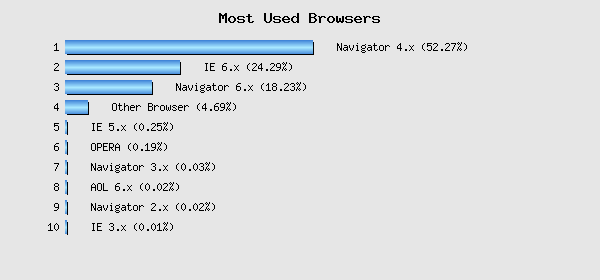 Most Used Browsers
1 Navigator 4.x (52.27%)
2 IE 6.x (24.29%)
3 Navigator 6.x (18.23%)
4 Other Browser (4.69%)
5 IE 5.x (0.25%)
6 OPERA (0.19%)
7 Navigator 3.x (0.03%)
8 AOL 6.x (0.02%)
9 Navigator 2.x (0.02%)
10 IE 3.x (0.01%)